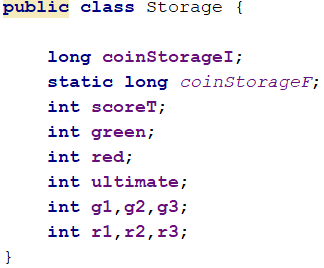 public class Storage {
long coinStorageI;
static long coinStorageF;
int scoreT;
int green;
int red;
int ultimate;
int g1,g2,g3;
int r1,r2,r3;
}